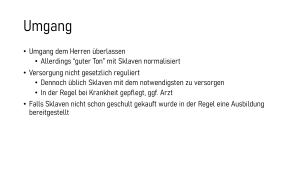 Umgang
• Umgang dem Herren überlassen
• Allerdings "guter Ton" mit Sklaven normalisiert
• Versorgung nicht gesetzlich reguliert
• Dennoch üblich Sklaven mit dem notwendigsten zu versorgen
• In der Regel bei Krankheit gepflegt, ggf. Arzt
• Falls Sklaven nicht schon geschult gekauft wurde in der Regel eine Ausbildung
bereitgestellt